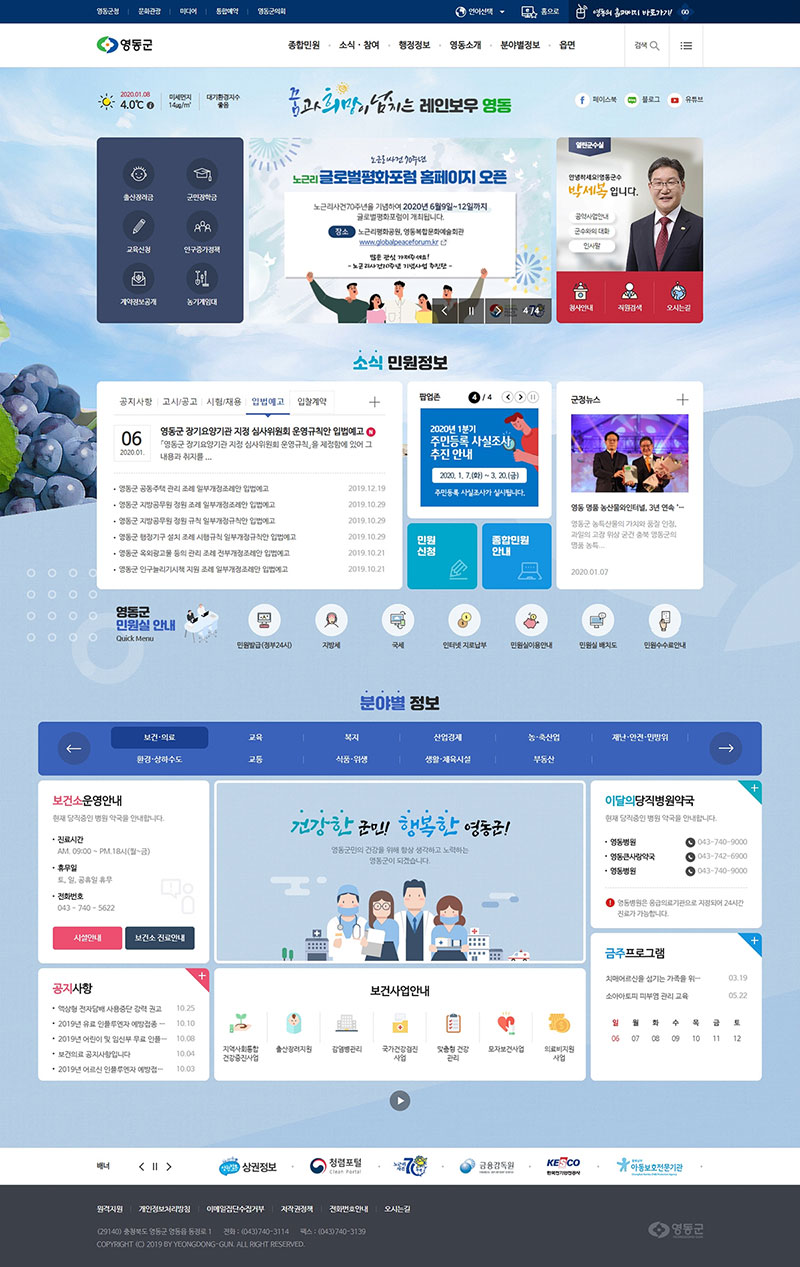 영동군청 문화관광 미디어 통합예약 영동군의회
언어선택 홈으로 영동의 홈페이지 바로가기! GO
영동군
종합민원 소식·참여 행정정보 영동소개 분야별정보 읍면
검색
2020.01.08
4.0℃
미세먼지
14㎍/㎥
대기환경지수
좋음
꿈과 희망이 넘치는 레인보우 영동
페이스북 블로그 유튜브
출산장려금 군민장학금
교육신청 인구증가정책
계약정보공개 농기계임대
노근리사건 70주년
노근리 글로벌평화포럼 홈페이지 오픈
노근리사건70주년을 기념하여 2020년 6월9일~12일까지
글로벌평화포럼이 개최됩니다.
장소 노근리평화공원, 영동복합문화예술회관
www.globalpeaceforum.kr
많은 관심 가져주세요!
- 노근리사건70주년 기념사업 추진단 -
4 / 4
열린군수실
안녕하세요!영동군수
박세복입니다.
공약사업안내
군수와의 대화
인사말
청사안내 직원검색 오시는길
소식 민원정보
공지사항 고시/공고 시험/채용 입법예고 입찰계약
06
2020.01.
영동군 장기요양기관 지정 심사위원회 운영규칙안 입법예고 N
「영동군 장기요양기관 지정 심사위원회 운영규칙」을 제정함에 있어 그
내용과 취지를 ...
영동군 공동주택 관리 조례 일부개정조례안 입법예고 2019.12.19
영동군 지방공무원 정원 조례 일부개정조례안 입법예고 2019.10.29
영동군 지방공무원 정원 규칙 일부개정규칙안 입법예고 2019.10.29
영동군 행정기구 설치 조례 시행규칙 일부개정규칙안 입법예고 2019.10.29
영동군 옥외광고물 등의 관리 조례 전부개정조례안 입법예고 2019.10.21
영동군 인구늘리기시책 지원 조례 일부개정조례안 입법예고 2019.10.21
팝업존 4 / 4
2020년 1분기
주민등록 사실조사
추진 안내
2020. 1. 7.(화) ~ 3. 20.(금)
주민등록 사실조사가 실시됩니다.
민원
신청
종합민원
안내
군정뉴스
영동 명품 농산물와인터널, 3년 연속 '···
영동군 농특산물의 가치와 품질 인정,
과일의 고장 위상 굳건 충북 영동군의
명품 농특...
2020.01.07
영동군
민원실 안내
Quick Menu
민원발급(정부24시) 지방세 국세 인터넷 지로납부 민원실이용안내 민원실 배치도 민원수수료안내
분야별 정보
보건·의료 교육 복지 산업경제 농·축산업 재난·안전·민방위
환경·상하수도 교통 식품·위생 생활·체육시설 부동산
보건소운영안내
현재 당직중인 병원 약국을 안내합니다.
진료시간
AM. 09:00 ~ PM.18시(월~금)
휴무일
토, 일, 공휴일 휴무
전화번호
043 - 740 - 5622
시설안내 보건소 진료안내
건강한 군민! 행복한 영동군!
영동군민의 건강을 위해 항상 생각하고 노력하는
영동군이 되겠습니다.
이달의당직병원약국
현재 당직중인 병원 약국을 안내합니다.
영동병원 043-740-9000
영동큰사랑약국 043-742-6900
영동병원 043-740-9000
영동병원은 응급의료기관으로 지정되어 24시간
진료가 가능합니다.
공지사항
액상형 전자담배 사용중단 강력 권고 10.25
2019년 유료 인플루엔자 예방접종 ··· 10.10
2019년 어린이 및 임신부 무료 인플··· 10.08
보건의료 공지사항입니다 10.04
2019년 어르신 인플루엔자 예방접··· 10.03
보건사업안내
지역사회통합
건강증진사업
출산장려지원
감염병관리
국가건강검진
사업
맞춤형 건강
관리
모자보건사업
의료비지원
사업
금주프로그램
치매어르신을 섬기는 가족을 위··· 03.19
소아아토피 피부염 관리 교육 05.22
일 월 화 수 목 금 토
06 07 08 09 10 11 12
배너
상권정보
청렴포털
Clean Portal
금융감독원
KESCO
한국전기안전공사
아동보호전문기관
원격지원 개인정보처리방침 이메일집단수집거부 저작권정책 전화번호안내 오시는길
(29140) 충청북도 영동군 영동읍 동정로 1 전화 : (043)740-3114 팩스 : (043)740-3139
COPYRIGHT (C) 2019 BY YEONGDONG-GUN. ALL RIGHT RESERVED.
영동군